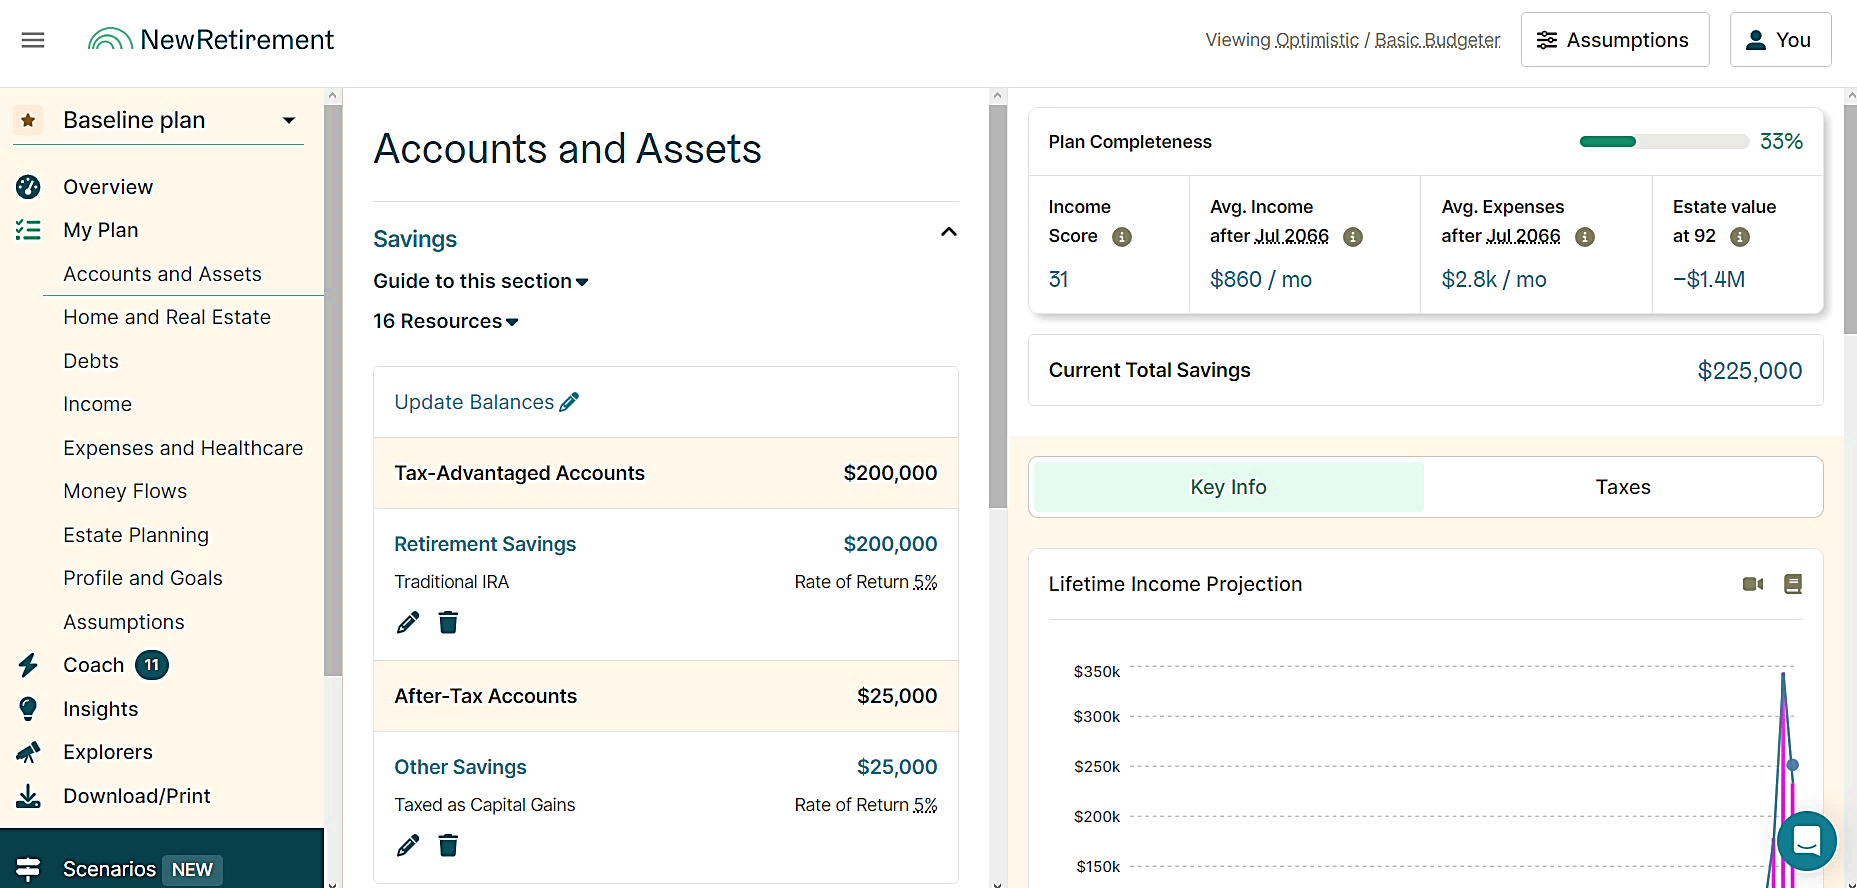 NewRetirement
Viewing Optimistic / Basic Budgeter
Assumptions
You
Baseline plan
Overview
My Plan
Accounts and Assets
Home and Real Estate
Debts
Income
Expenses and Healthcare
Money Flows
Estate Planning
Profile and Goals
Assumptions
Coach 11
Insights
Explorers
Download/Print
Scenarios NEW
Accounts and Assets
Savings
Guide to this section
16 Resources
Update Balances
Tax-Advantaged Accounts $200,000
Retirement Savings $200,000
Traditional IRA Rate of Return 5%
After-Tax Accounts $25,000
Other Savings $25,000
Taxed as Capital Gains Rate of Return 5%
Plan Completeness 33%
Income
Score
31
Avg. Income
after Jul 2066
$860 / mo
Avg. Expenses
after Jul 2066
$2.8k / mo
Estate value
at 92
−$1.4M
Current Total Savings $225,000
Key Info
Taxes
Lifetime Income Projection
$350k
$300k
$250k
$200k
$150k